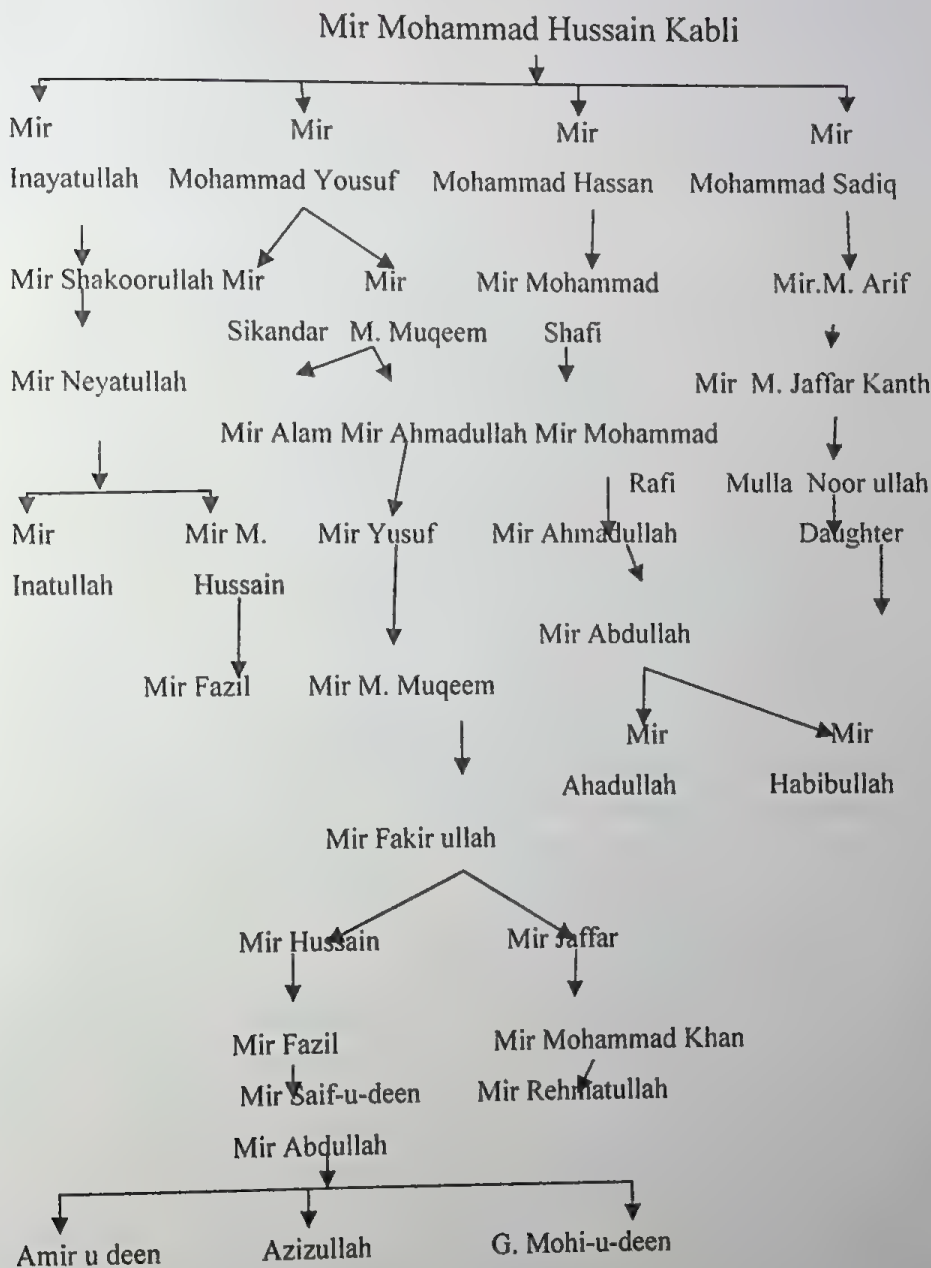 Mir Mohammad Hussain Kabli
Mir Mir Mir Mir
Inayatullah Mohammad Yousuf Mohammad Hassan Mohammad Sadiq
Mir Shakoorullah Mir Mir Mir Mohammad Mir.M. Arif
Sikandar M. Muqeem Shafi
Mir Neyatullah Mir M. Jaffar Kanth
Mir Alam Mir Ahmadullah Mir Mohammad
Rafi Mulla Noor ullah
Mir Mir M. Mir Yusuf Mir Ahmadullah Daughter
Inatullah Hussain
Mir Abdullah
Mir Fazil Mir M. Muqeem
Mir Mir
Ahadullah Habibullah
Mir Fakir ullah
Mir Hussain Mir Jaffar
Mir Fazil Mir Mohammad Khan
Mir Saif-u-deen Mir Rehmatullah
Mir Abdullah
Amir u deen Azizullah G. Mohi-u-deen